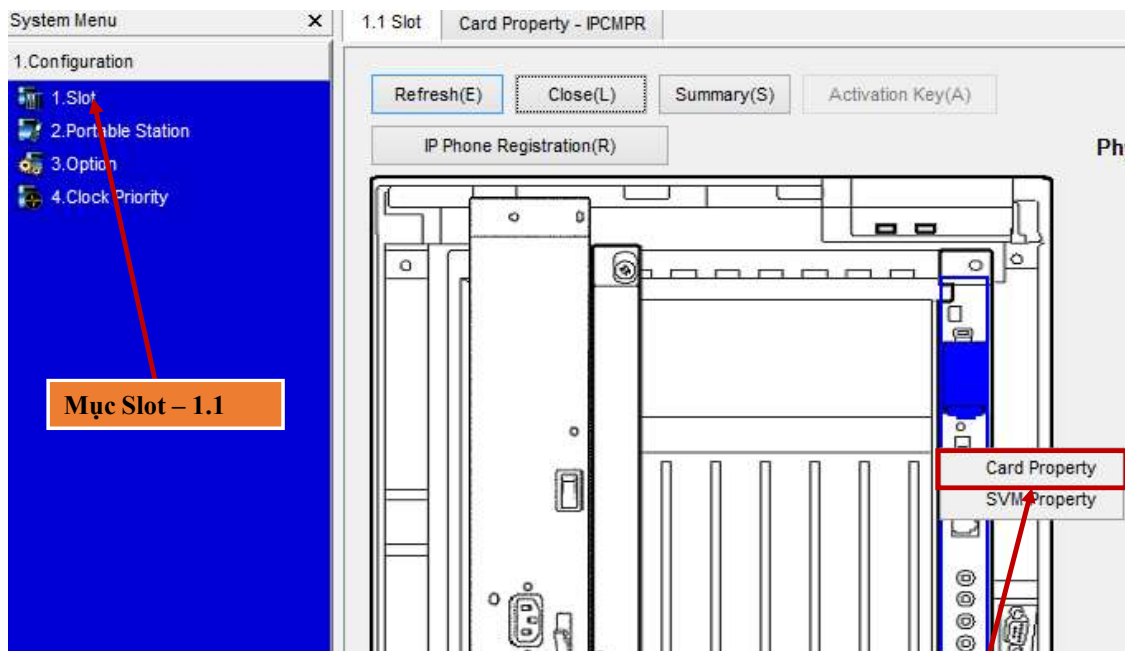 System Menu X
1.1 Slot Card Property - IPCMPR
1.Configuration
1.Slot
2.Portable Station
3.Option
4.Clock Priority
Refresh(E) Close(L) Summary(S) Activation Key(A)
IP Phone Registration(R)
Ph
Mục Slot – 1.1
Card Property
SVM Property